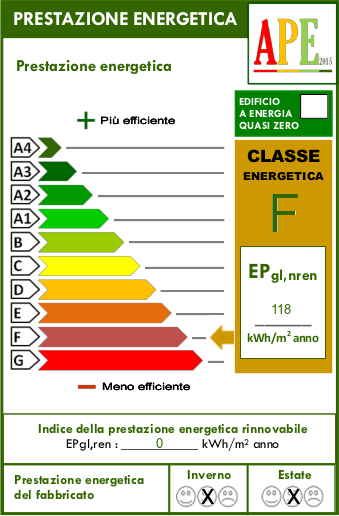 PRESTAZIONE ENERGETICA
APE 2015
Prestazione energetica
EDIFICIO
A ENERGIA
QUASI ZERO
+ Più efficiente
CLASSE
ENERGETICA
F
A4
A3
A2
A1
B
C
D
E
F
G
EPgl,nren
118
kWh/m² anno
Meno efficiente
Indice della prestazione energetica rinnovabile
EPgl,ren : 0 kWh/m² anno
Prestazione energetica
del fabbricato
Inverno
X
Estate
X